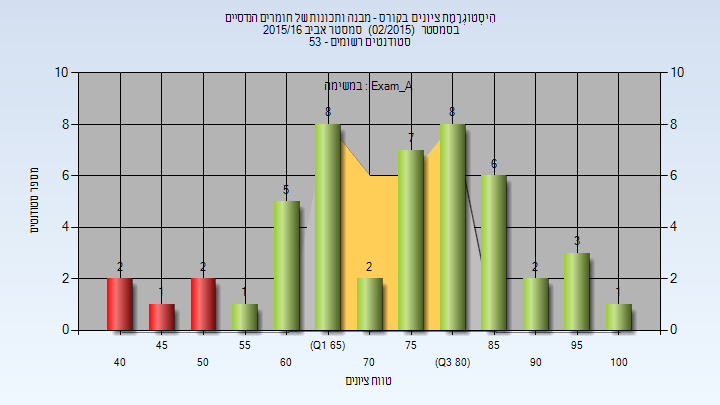 הִיסְטוֹגְרָמַת ציונים בקורס - מבנה ותכונות של חומרים הנדסיים
בסמסטר (02/2015) סמסטר אביב 2015/16
סטודנטים רשומים - 53
במשימה : Exam_A
מספר סטודנטים
10 10
8 8
6 6
4 4
2 2
0 0
2 1 2 1 5 8 2 7 8 6 2 3 1
45 55 (Q1 65) 75 85 95
40 50 60 70 (Q3 80) 90 100
טווח ציונים